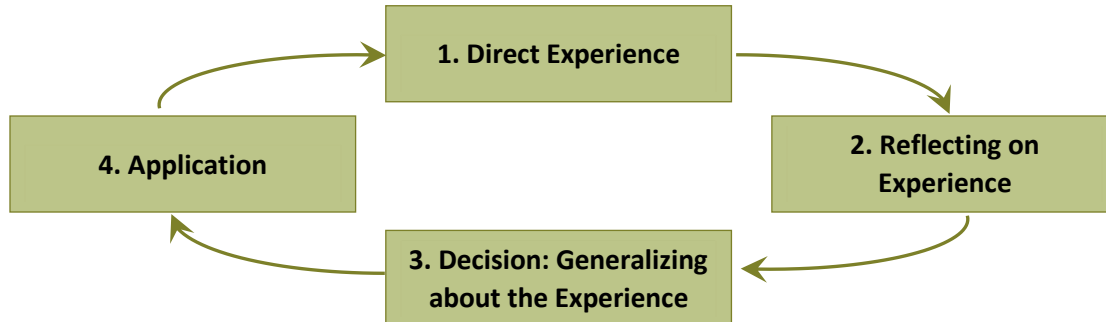 1. Direct Experience
2. Reflecting on
Experience
3. Decision: Generalizing
about the Experience
4. Application